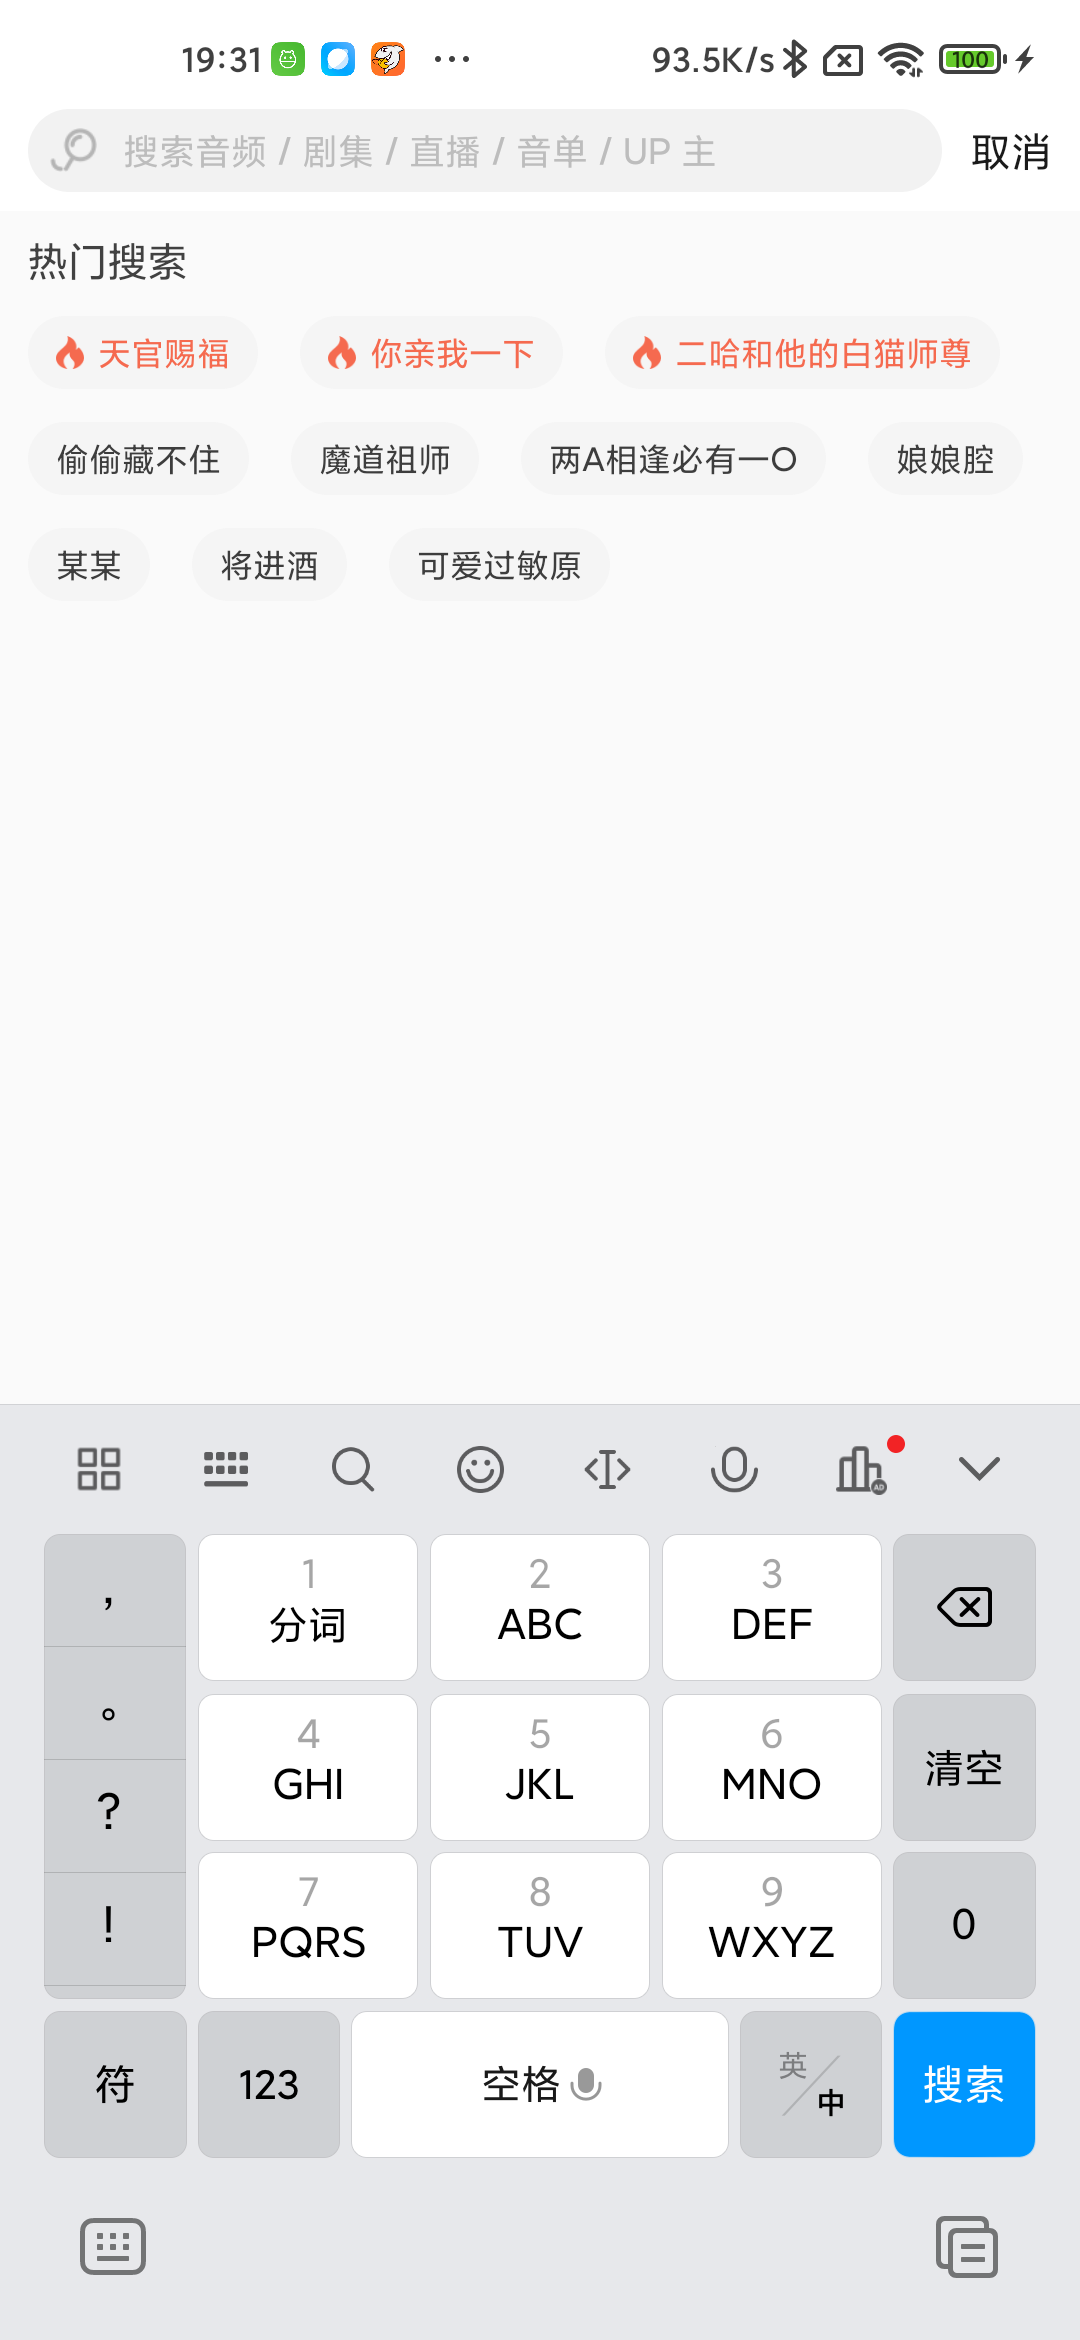 19:31 93.5K/s 100
搜索音频 / 剧集 / 直播 / 音单 / UP 主 取消
热门搜索
天官赐福 你亲我一下 二哈和他的白猫师尊
偷偷藏不住 魔道祖师 两A相逢必有一O 娘娘腔
某某 将进酒 可爱过敏原
AD
， 1 2 3
分词 ABC DEF
。 4 5 6
GHI JKL MNO 清空
?
7 8 9
! PQRS TUV WXYZ 0
符 123 空格 英/中 搜索